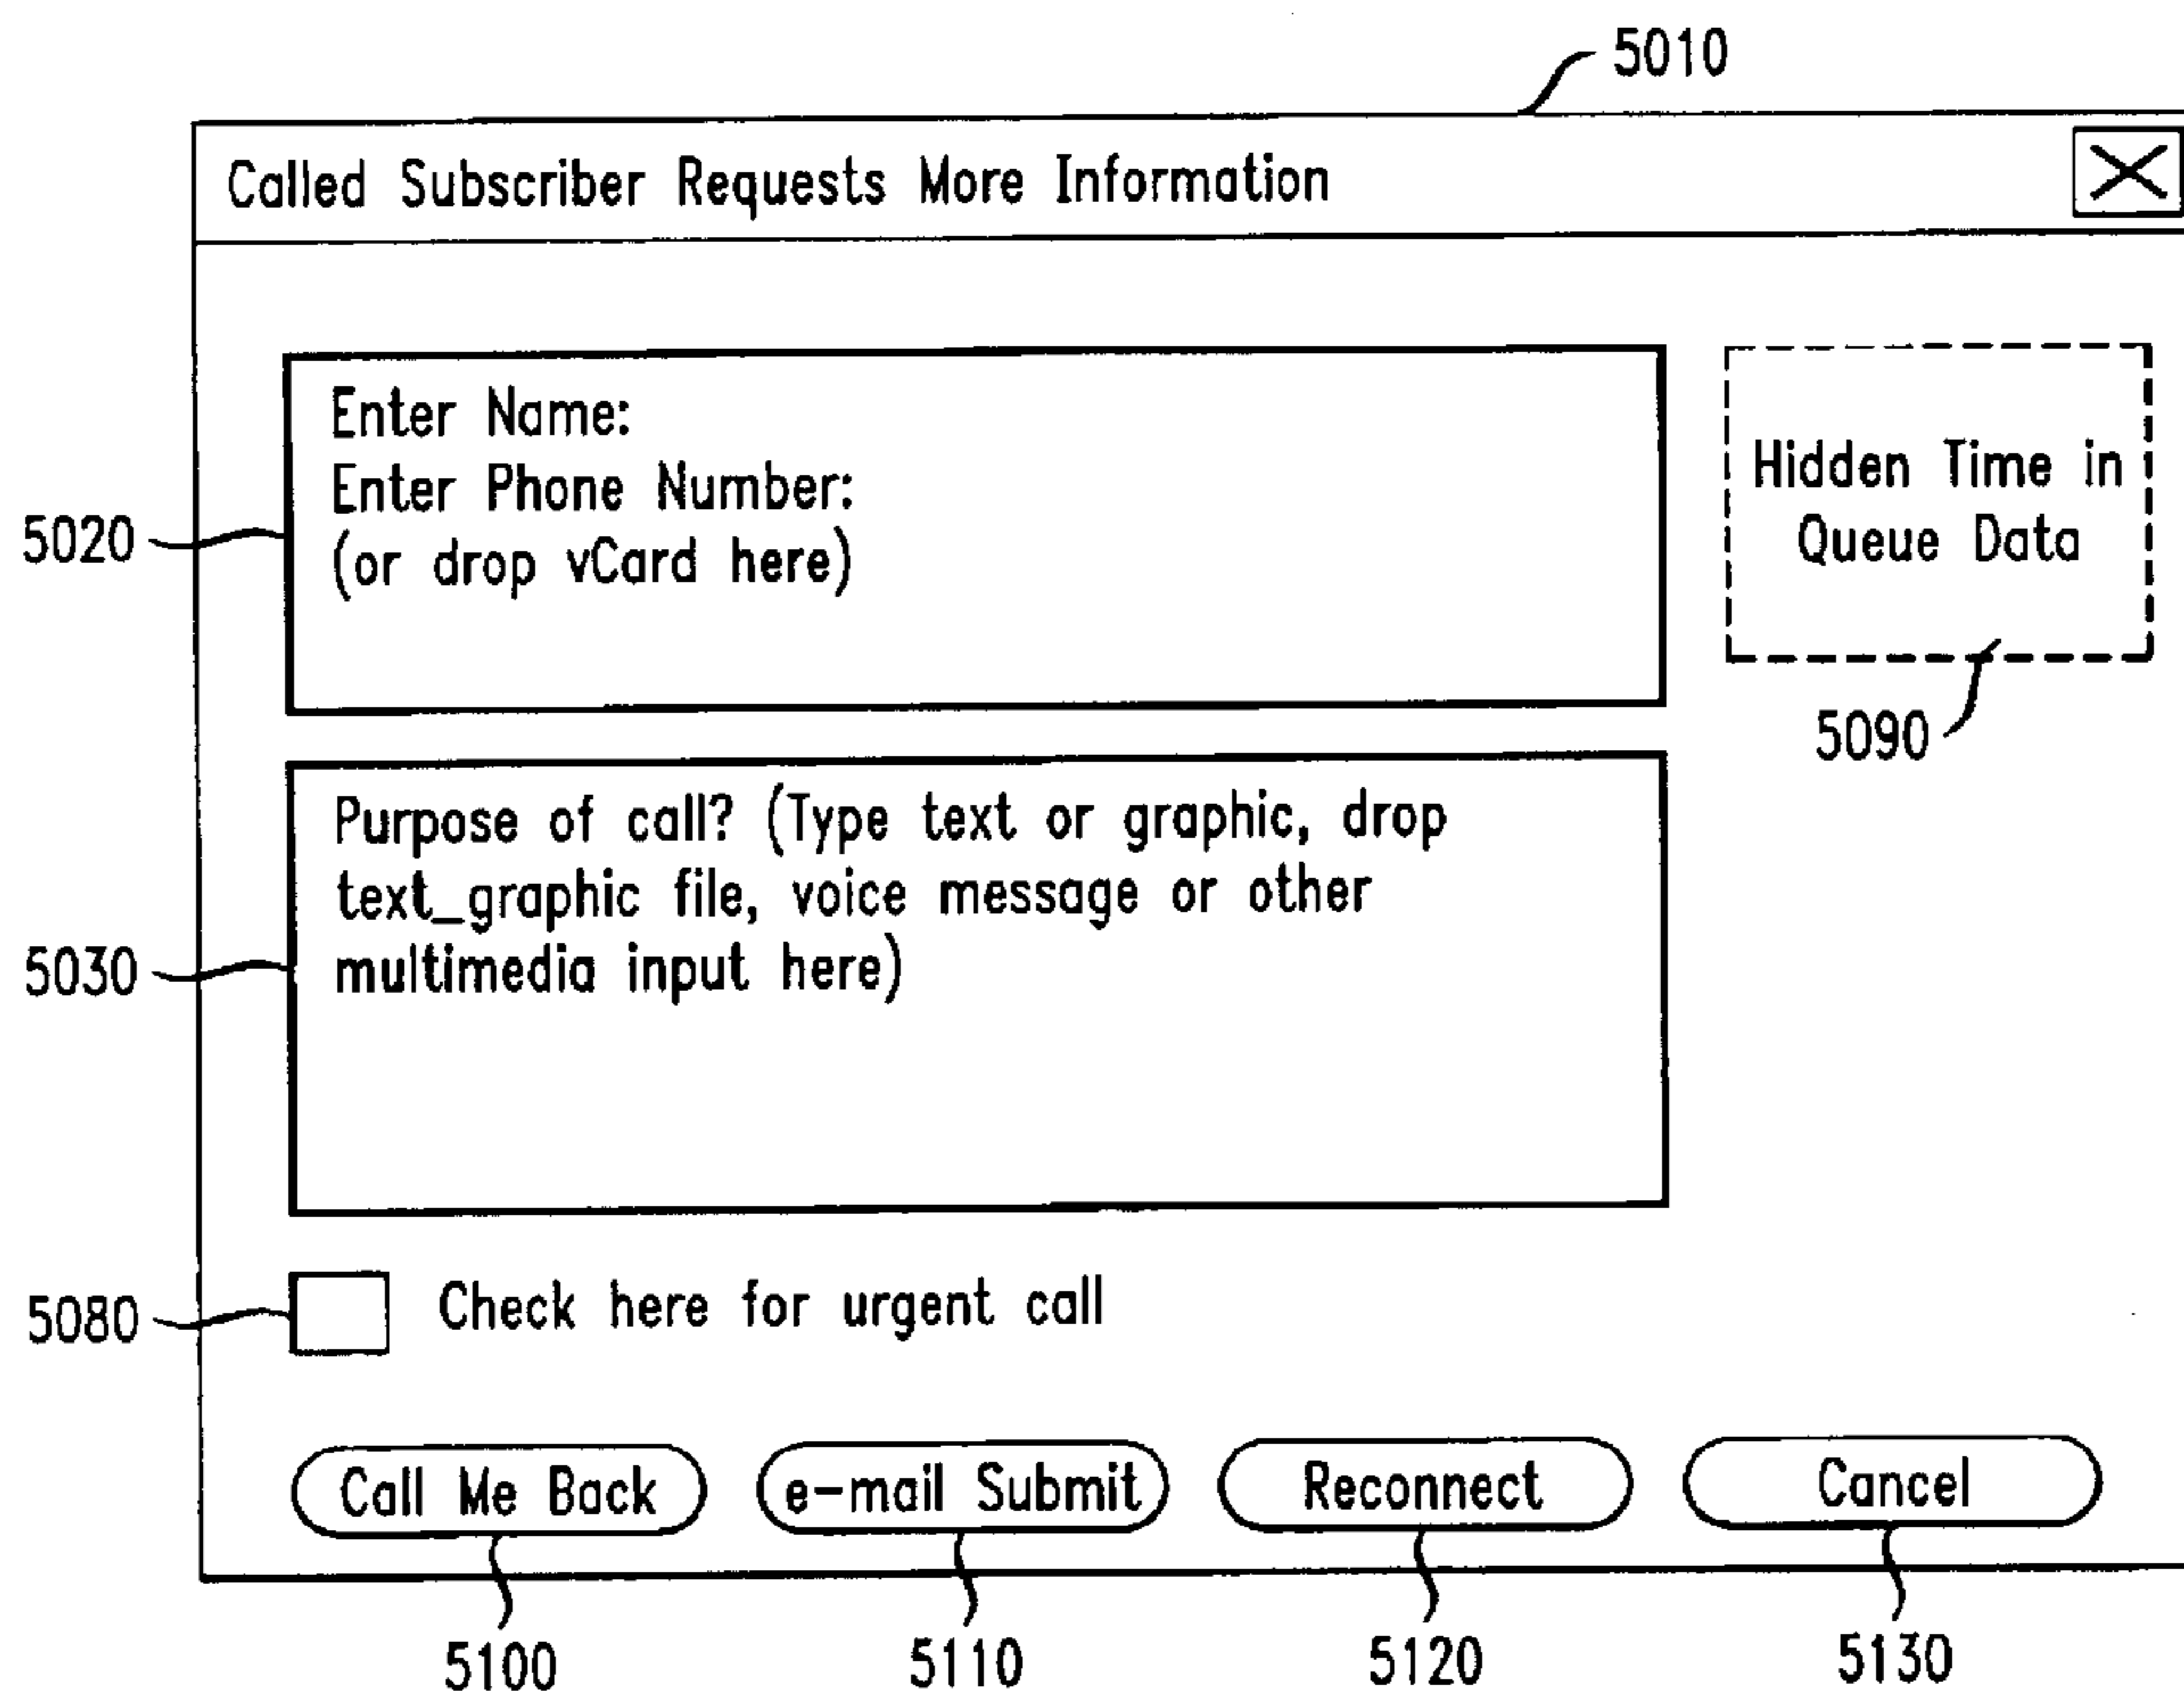 5010
Called Subscriber Requests More Information
Enter Name:
Enter Phone Number:
(or drop vCard here)
5020
Hidden Time in
Queue Data
5090
Purpose of call? (Type text or graphic, drop
text_graphic file, voice message or other
multimedia input here)
5030
5080
Check here for urgent call
Call Me Back
e-mail Submit
Reconnect
Cancel
5100
5110
5120
5130